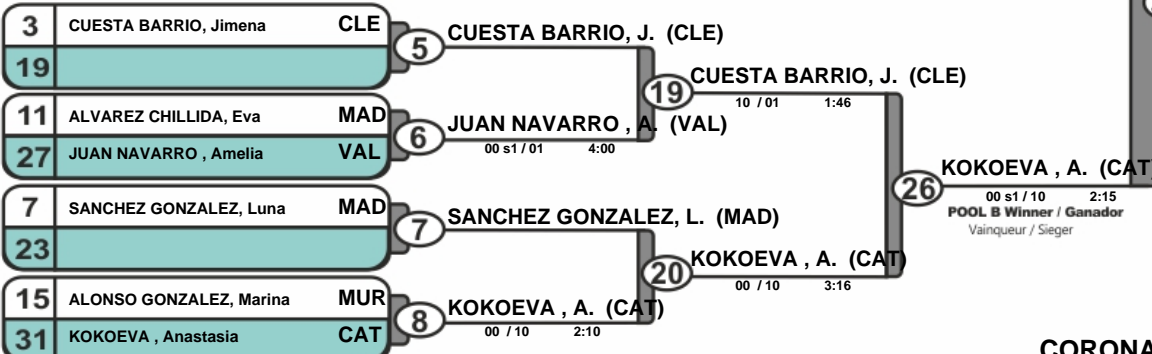 3 CUESTA BARRIO, Jimena CLE
19
5 CUESTA BARRIO, J. (CLE)
11 ALVAREZ CHILLIDA, Eva MAD
27 JUAN NAVARRO , Amelia VAL
6 JUAN NAVARRO , A. (VAL)
00 s1 / 01 4:00
19 CUESTA BARRIO, J. (CLE)
10 / 01 1:46
7 SANCHEZ GONZALEZ, Luna MAD
23
7 SANCHEZ GONZALEZ, L. (MAD)
15 ALONSO GONZALEZ, Marina MUR
31 KOKOEVA , Anastasia CAT
8 KOKOEVA , A. (CAT)
00 / 10 2:10
20 KOKOEVA , A. (CAT)
00 / 10 3:16
26 KOKOEVA , A. (CAT)
00 s1 / 10 2:15
POOL B Winner / Ganador
Vainqueur / Sieger
CORONA